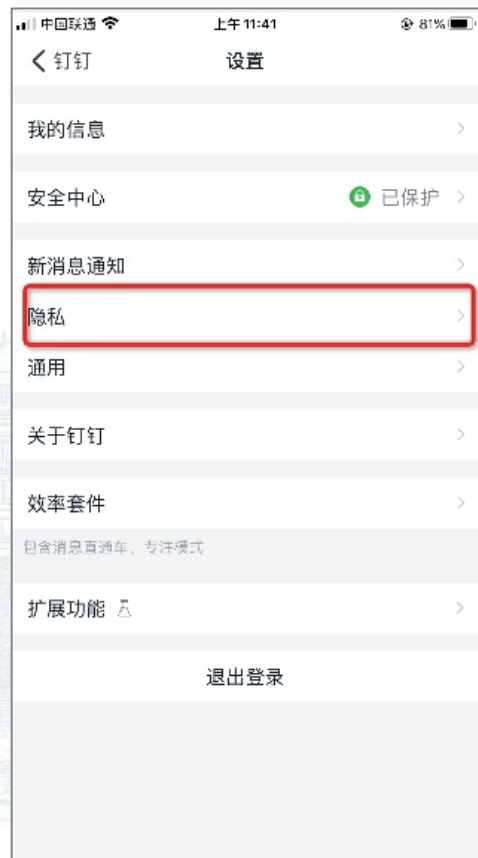 中国联通 上午11:41 81%
钉钉 设置
我的信息
安全中心 已保护
新消息通知
隐私
通用
关于钉钉
效率套件
包含消息直通车、专注模式
扩展功能
退出登录